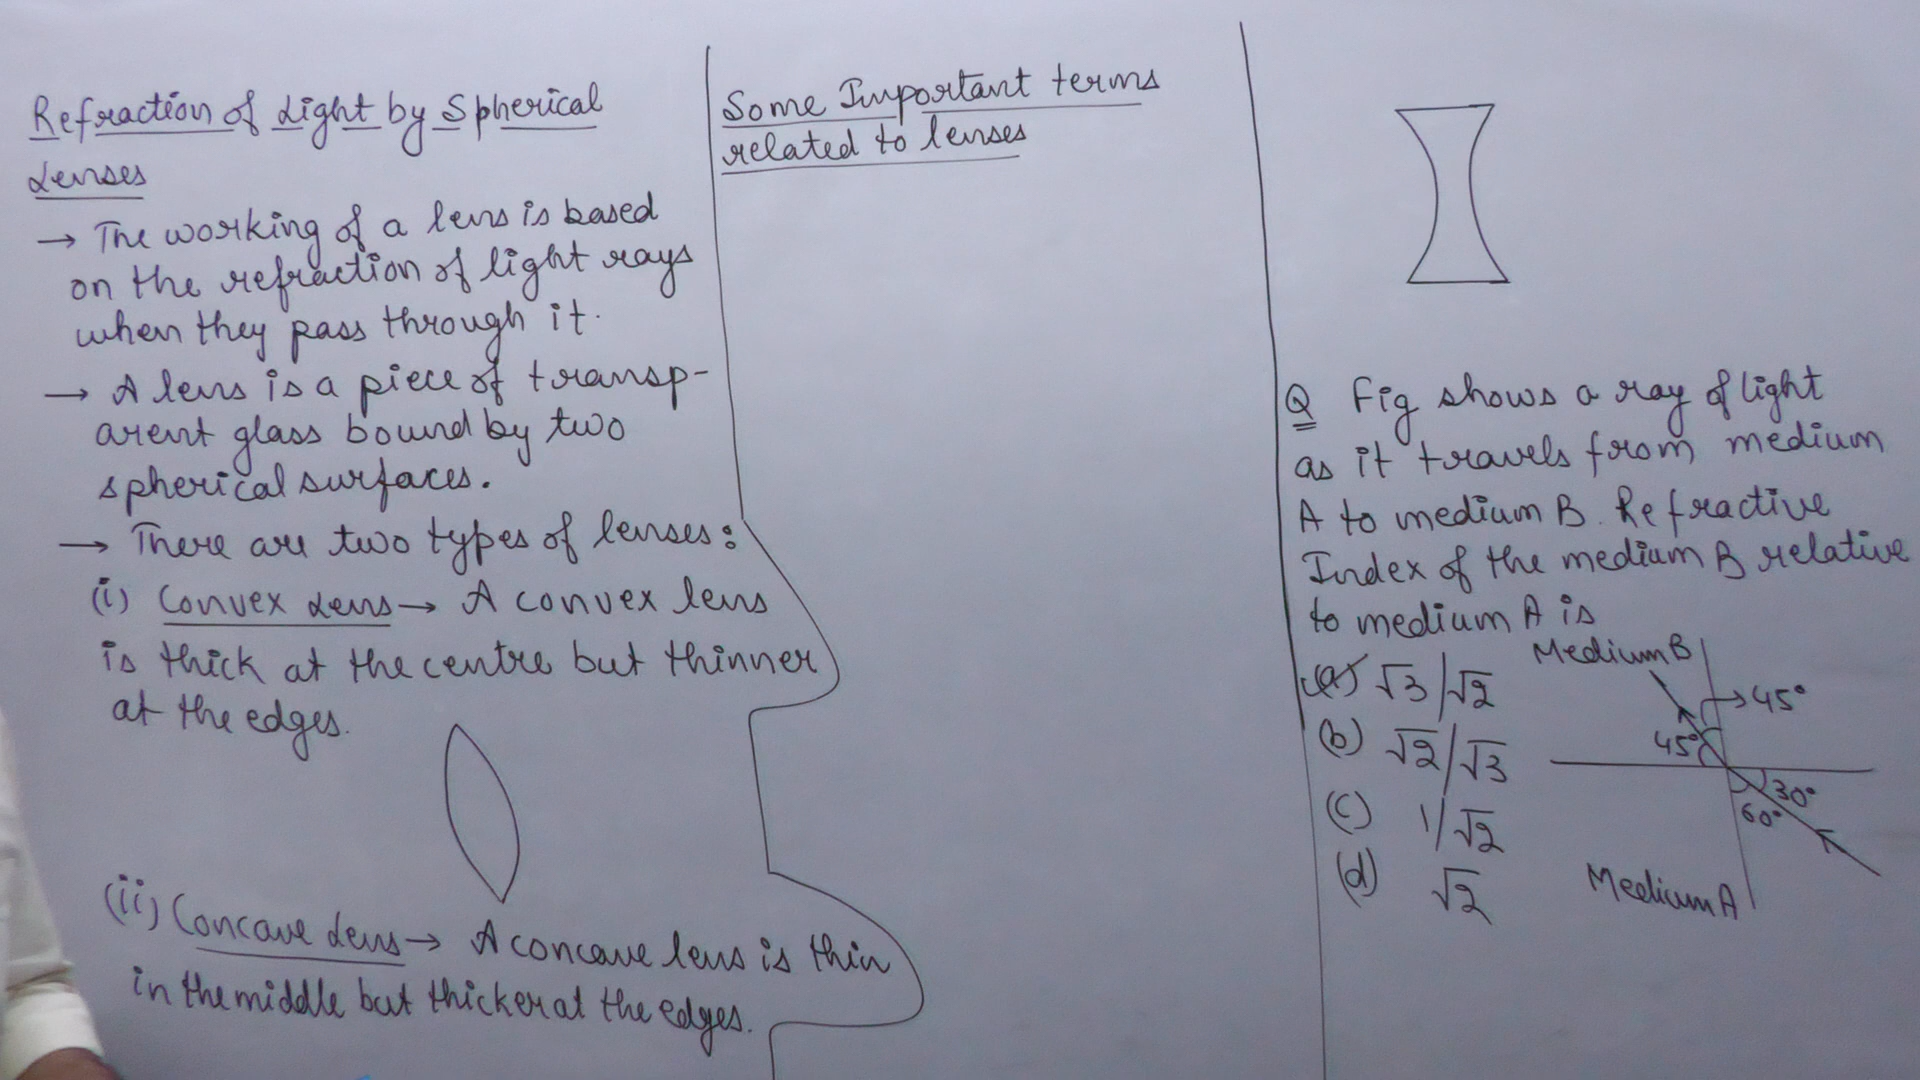 Refraction of Light by Spherical
Lenses
→ The working of a lens is based
on the refraction of light rays
when they pass through it.
→ A lens is a piece of transp-
arent glass bound by two
spherical surfaces.
→ There are two types of lenses:
(i) Convex Lens → A convex lens
is thick at the centre but thinner
at the edges.
(ii) Concave Lens → A concave lens is thin
in the middle but thicker at the edges.
Some Important terms
related to lenses
Q Fig shows a ray of light
as it travels from medium
A to medium B. Refractive
Index of the medium B relative
to medium A is
(a) √3/√2
(b) √2/√3
(c) 1/√2
(d) √2
Medium B
→ 45°
45°
30°
60°
Medium A